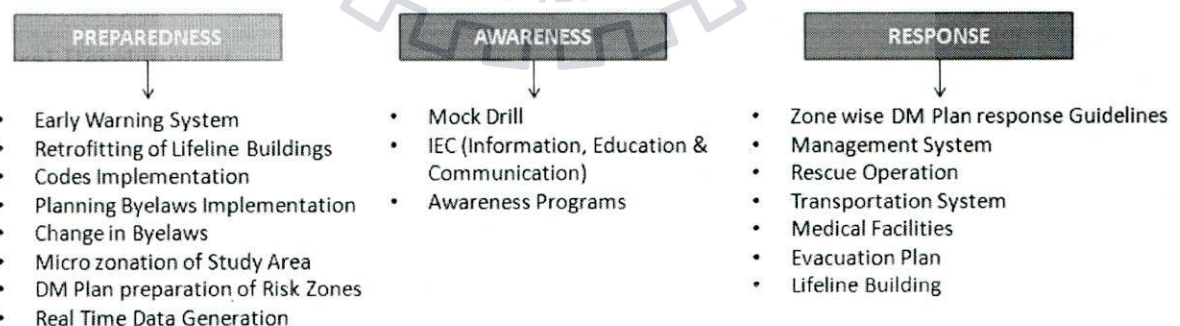 PREPAREDNESS
• Early Warning System
• Retrofitting of Lifeline Buildings
• Codes Implementation
• Planning Byelaws Implementation
• Change in Byelaws
• Micro zonation of Study Area
• DM Plan preparation of Risk Zones
• Real Time Data Generation
AWARENESS
• Mock Drill
• IEC (Information, Education &
Communication)
• Awareness Programs
RESPONSE
• Zone wise DM Plan response Guidelines
• Management System
• Rescue Operation
• Transportation System
• Medical Facilities
• Evacuation Plan
• Lifeline Building